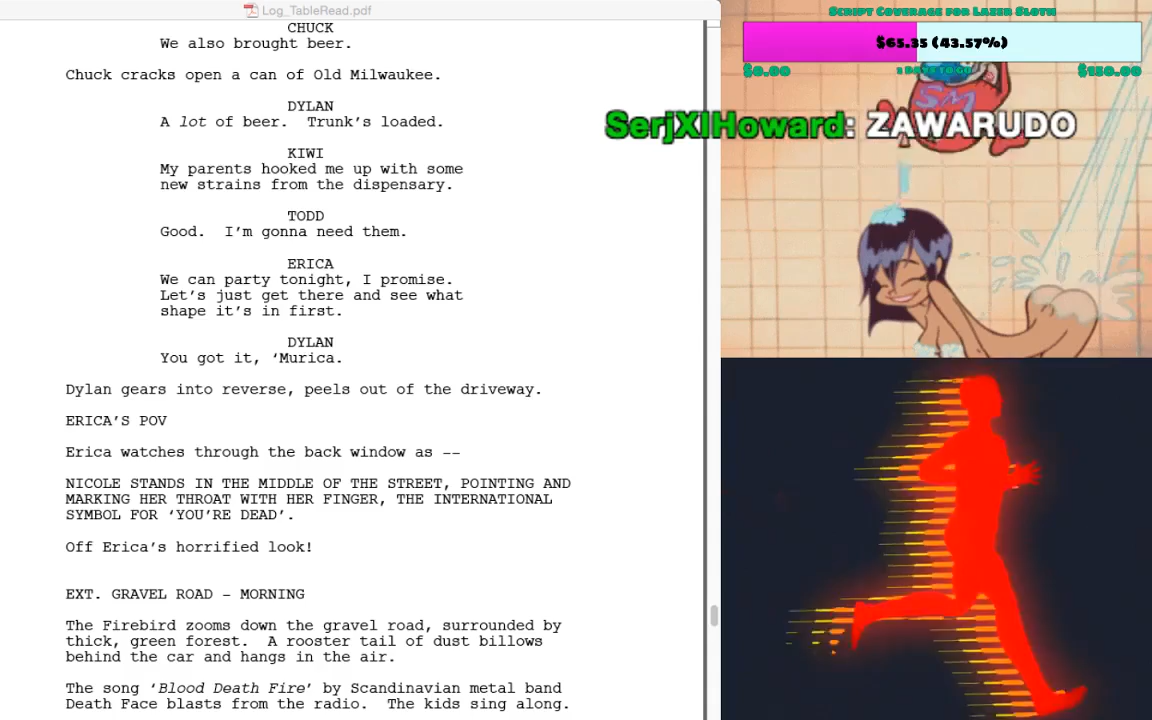 Log_TableRead.pdf
CHUCK
We also brought beer.
Chuck cracks open a can of Old Milwaukee.
DYLAN
A lot of beer.  Trunk’s loaded.
KIWI
My parents hooked me up with some
new strains from the dispensary.
TODD
Good.  I’m gonna need them.
ERICA
We can party tonight, I promise.
Let’s just get there and see what
shape it’s in first.
DYLAN
You got it, ‘Murica.
Dylan gears into reverse, peels out of the driveway.
ERICA’S POV
Erica watches through the back window as --
NICOLE STANDS IN THE MIDDLE OF THE STREET, POINTING AND
MARKING HER THROAT WITH HER FINGER, THE INTERNATIONAL
SYMBOL FOR ‘YOU’RE DEAD’.
Off Erica’s horrified look!
EXT. GRAVEL ROAD – MORNING
The Firebird zooms down the gravel road, surrounded by
thick, green forest.  A rooster tail of dust billows
behind the car and hangs in the air.
The song ‘Blood Death Fire’ by Scandinavian metal band
Death Face blasts from the radio.  The kids sing along.
Script Coverage for Lazer Sloth
$65.35 (43.57%)
$0.00
DAYS TO GO
$150.00
SM
SerjXIHoward: ZAWARUDO